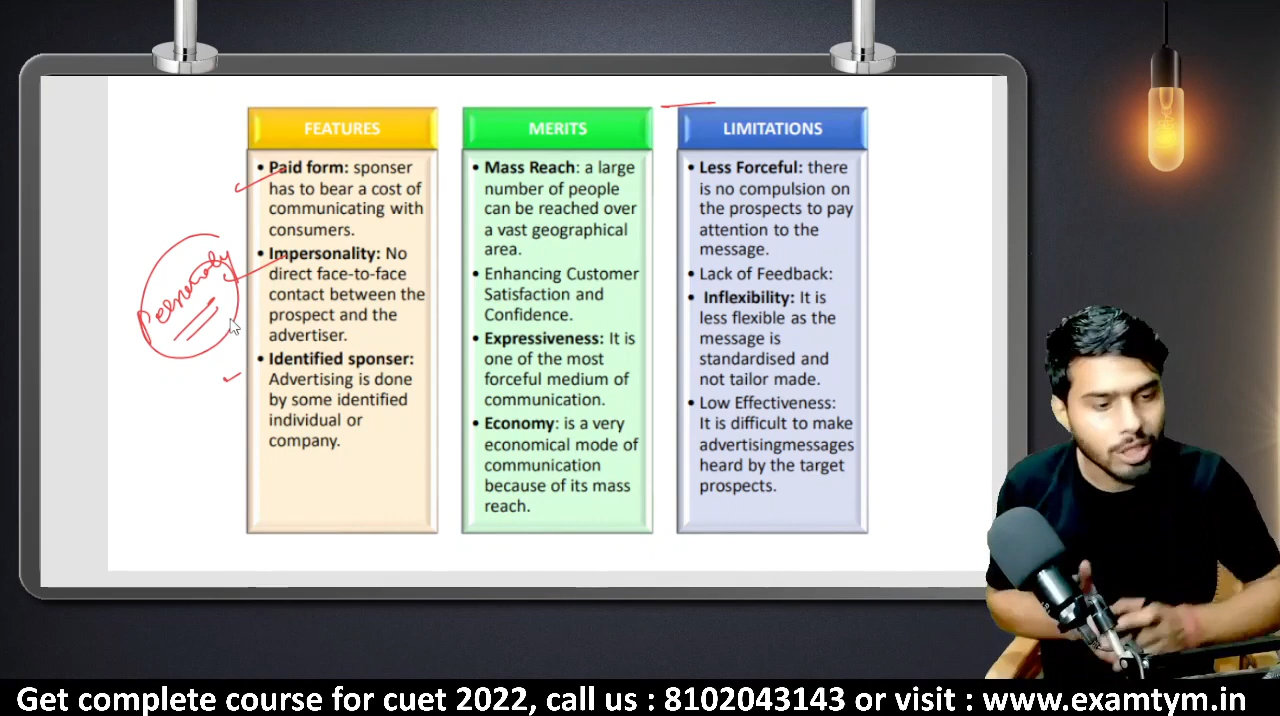 FEATURES
• Paid form: sponser
has to bear a cost of
communicating with
consumers.
• Impersonality: No
direct face-to-face
contact between the
prospect and the
advertiser.
• Identified sponser:
Advertising is done
by some identified
individual or
company.
MERITS
• Mass Reach: a large
number of people
can be reached over
a vast geographical
area.
• Enhancing Customer
Satisfaction and
Confidence.
• Expressiveness: It is
one of the most
forceful medium of
communication.
• Economy: is a very
economical mode of
communication
because of its mass
reach.
LIMITATIONS
• Less Forceful: there
is no compulsion on
the prospects to pay
attention to the
message.
• Lack of Feedback:
• Inflexibility: It is
less flexible as the
message is
standardised and
not tailor made.
• Low Effectiveness:
It is difficult to make
advertisingmessages
heard by the target
prospects.
Get complete course for cuet 2022, call us : 8102043143 or visit : www.examtym.in